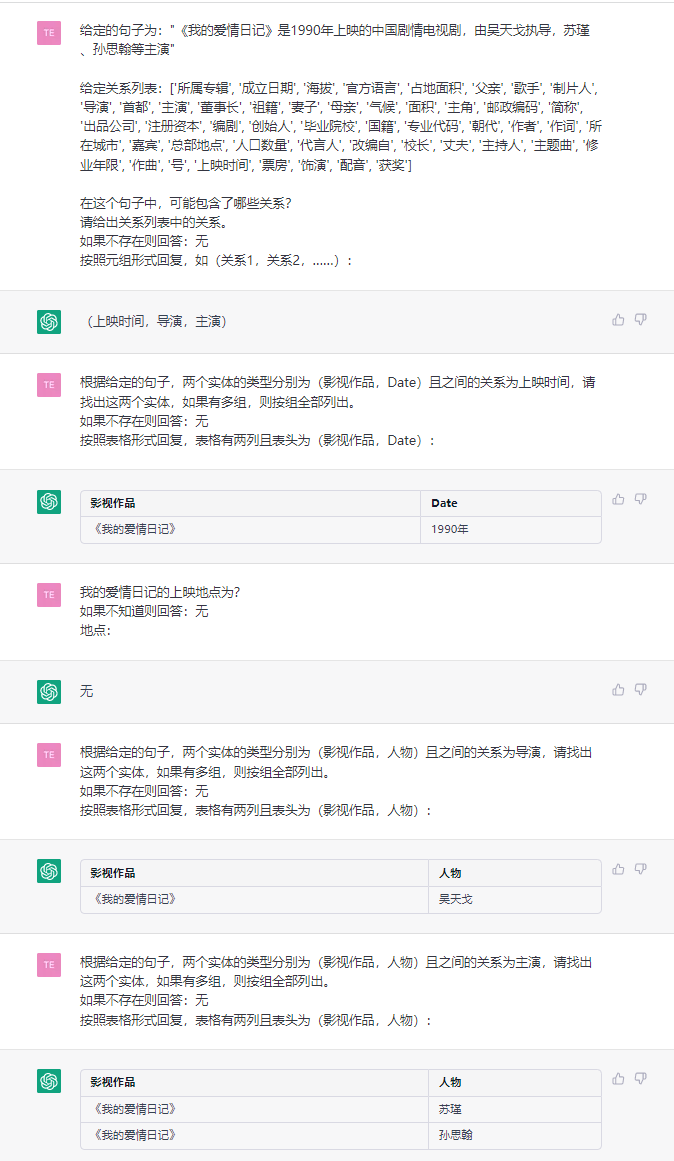 TE
给定的句子为："《我的爱情日记》是1990年上映的中国剧情电视剧，由吴天戈执导，苏瑾
、孙思翰等主演"
给定关系列表：['所属专辑', '成立日期', '海拔', '官方语言', '占地面积', '父亲', '歌手', '制片人',
'导演', '首都', '主演', '董事长', '祖籍', '妻子', '母亲', '气候', '面积', '主角', '邮政编码', '简称',
'出品公司', '注册资本', '编剧', '创始人', '毕业院校', '国籍', '专业代码', '朝代', '作者', '作词', '所
在城市', '嘉宾', '总部地点', '人口数量', '代言人', '改编自', '校长', '丈夫', '主持人', '主题曲', '修
业年限', '作曲', '号', '上映时间', '票房', '饰演', '配音', '获奖']
在这个句子中，可能包含了哪些关系？
请给出关系列表中的关系。
如果不存在则回答：无
按照元组形式回复，如（关系1，关系2，……）：
（上映时间，导演，主演）
TE
根据给定的句子，两个实体的类型分别为（影视作品，Date）且之间的关系为上映时间，请
找出这两个实体，如果有多组，则按组全部列出。
如果不存在则回答：无
按照表格形式回复，表格有两列且表头为（影视作品，Date）：
影视作品 Date
《我的爱情日记》 1990年
TE
我的爱情日记的上映地点为？
如果不知道则回答：无
地点：
无
TE
根据给定的句子，两个实体的类型分别为（影视作品，人物）且之间的关系为导演，请找出
这两个实体，如果有多组，则按组全部列出。
如果不存在则回答：无
按照表格形式回复，表格有两列且表头为（影视作品，人物）：
影视作品 人物
《我的爱情日记》 吴天戈
TE
根据给定的句子，两个实体的类型分别为（影视作品，人物）且之间的关系为主演，请找出
这两个实体，如果有多组，则按组全部列出。
如果不存在则回答：无
按照表格形式回复，表格有两列且表头为（影视作品，人物）：
影视作品 人物
《我的爱情日记》 苏瑾
《我的爱情日记》 孙思翰